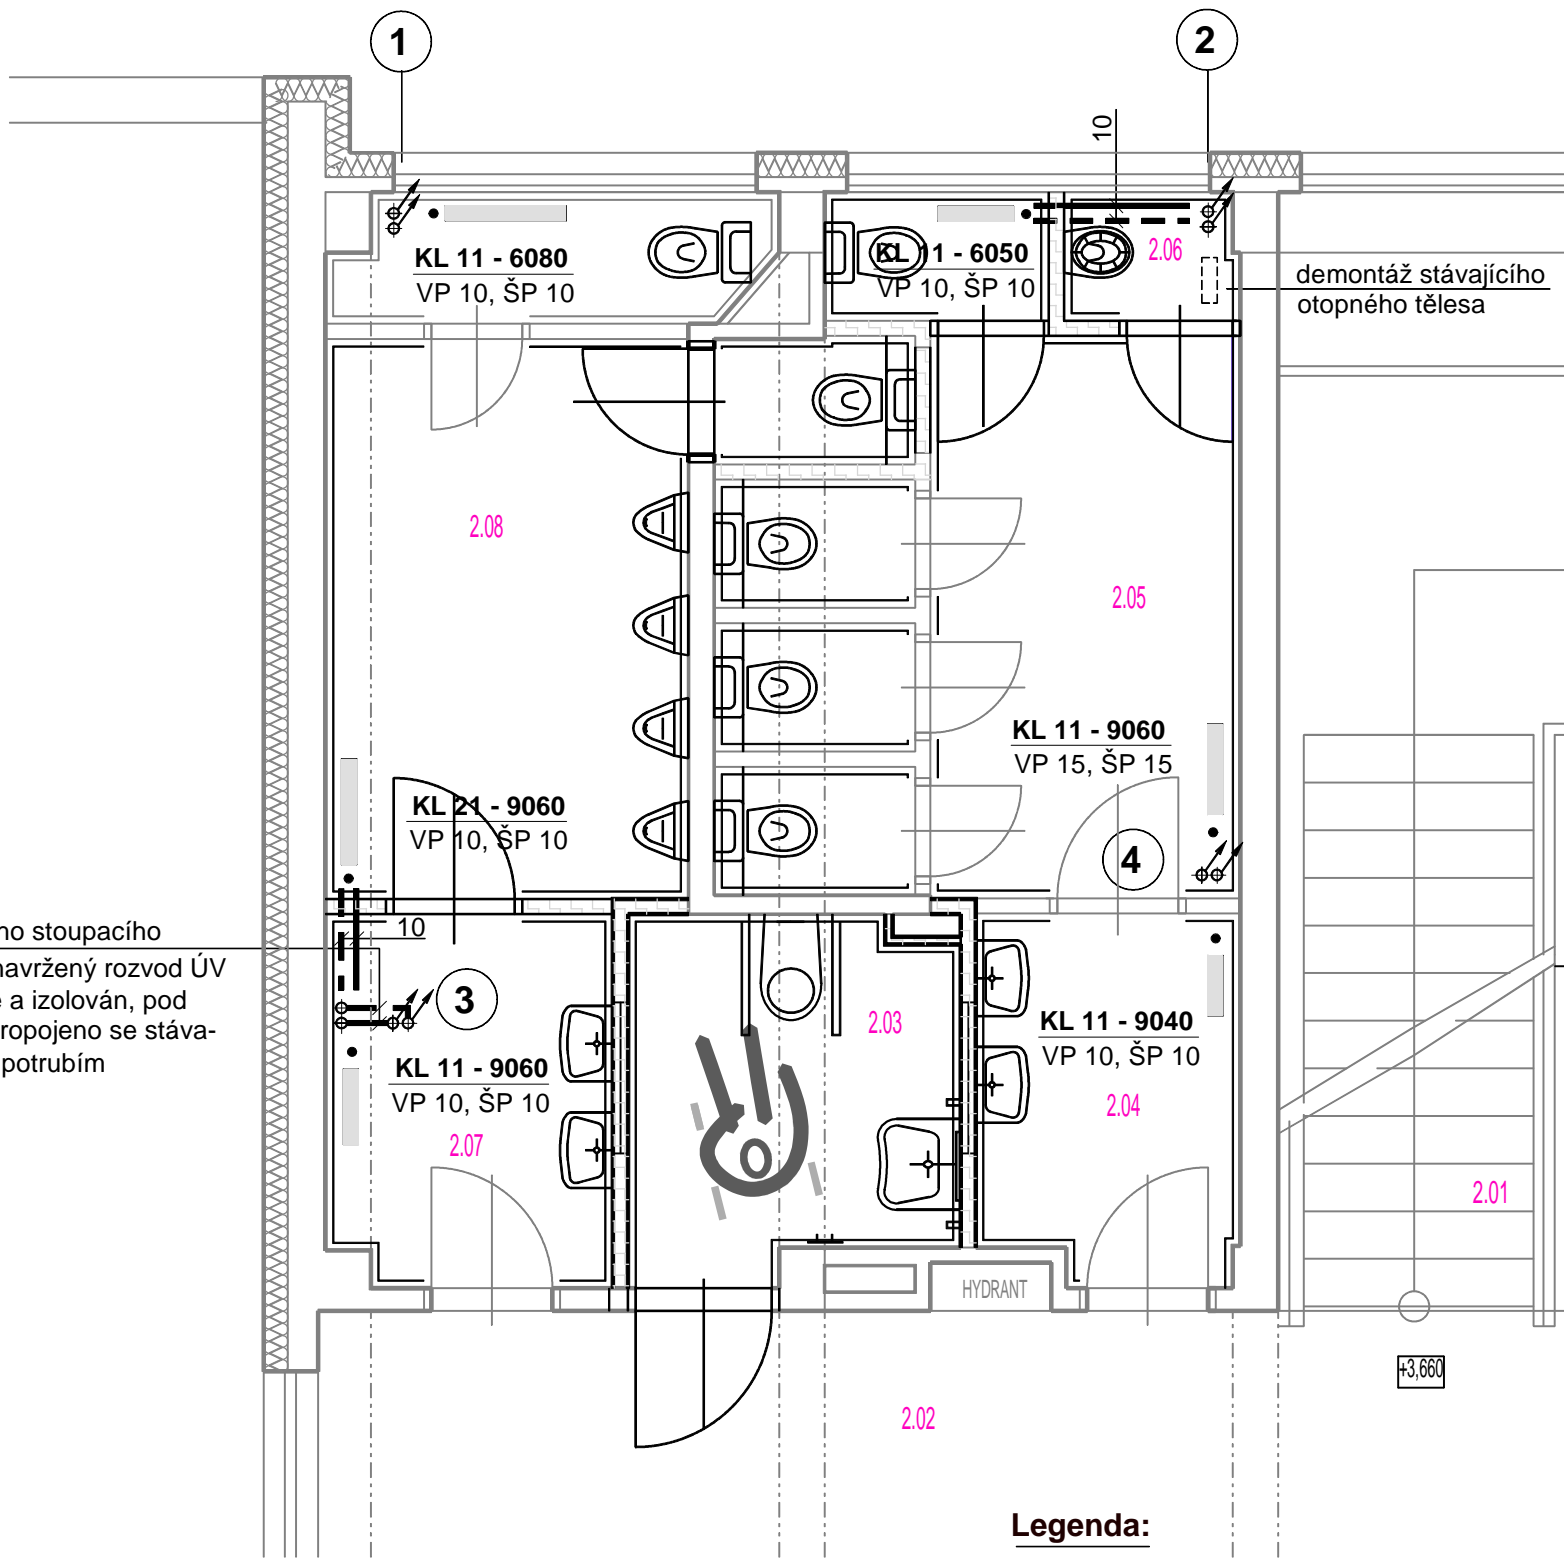 1
2
10
KL 11 - 6080
VP 10, ŠP 10
KL 11 - 6050
VP 10, ŠP 10
2.06
demontáž stávajícího
otopného tělesa
2.08
2.05
KL 11 - 9060
VP 15, ŠP 15
KL 21 - 9060
VP 10, ŠP 10
4
10
ho stoupacího
navržený rozvod ÚV
e a izolován, pod
ropojeno se stáva-
potrubím
3
2.03
KL 11 - 9040
VP 10, ŠP 10
KL 11 - 9060
VP 10, ŠP 10
2.04
2.07
2.01
HYDRANT
+3,660
2.02
Legenda: